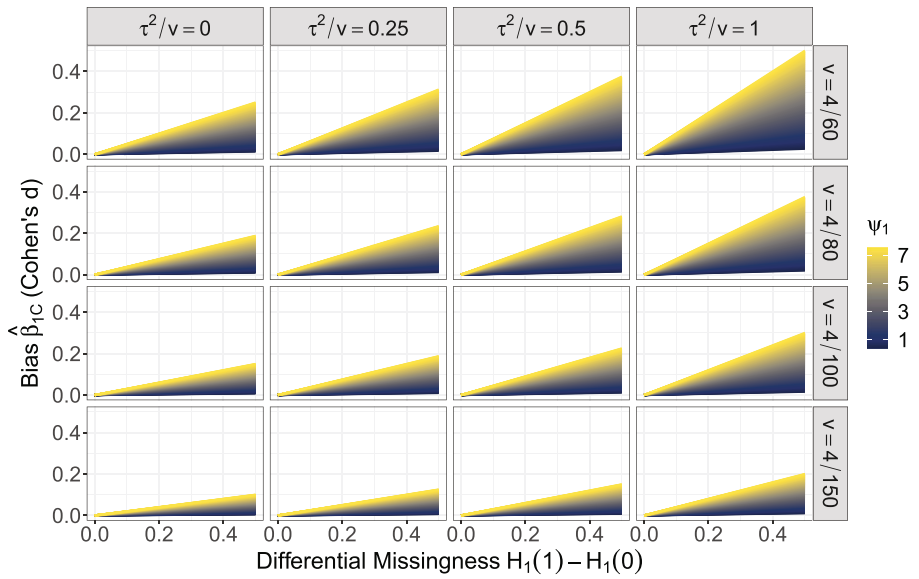 τ²/v = 0 τ²/v = 0.25 τ²/v = 0.5 τ²/v = 1
0.4
0.2
0.0
v = 4/60
0.4
0.2
0.0
v = 4/80
0.4
0.2
0.0
v = 4/100
0.4
0.2
0.0
v = 4/150
Bias β̂₁C (Cohen's d)
0.0 0.2 0.4 0.0 0.2 0.4 0.0 0.2 0.4 0.0 0.2 0.4
Differential Missingness H₁(1) – H₁(0)
ψ₁
7
5
3
1